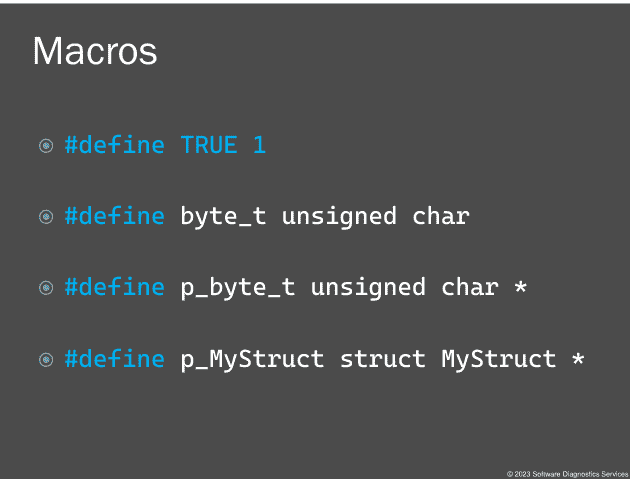 Macros
#define TRUE 1
#define byte_t unsigned char
#define p_byte_t unsigned char *
#define p_MyStruct struct MyStruct *
© 2023 Software Diagnostics Services